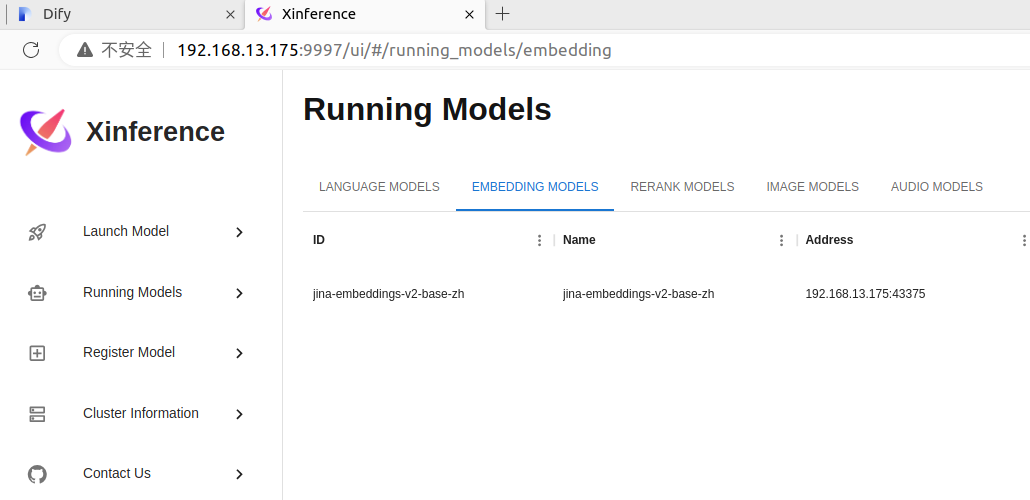 Dify
Xinference
不安全 192.168.13.175:9997/ui/#/running_models/embedding
Xinference
Launch Model
Running Models
Register Model
Cluster Information
Contact Us
Running Models
LANGUAGE MODELS EMBEDDING MODELS RERANK MODELS IMAGE MODELS AUDIO MODELS
ID Name Address
jina-embeddings-v2-base-zh jina-embeddings-v2-base-zh 192.168.13.175:43375